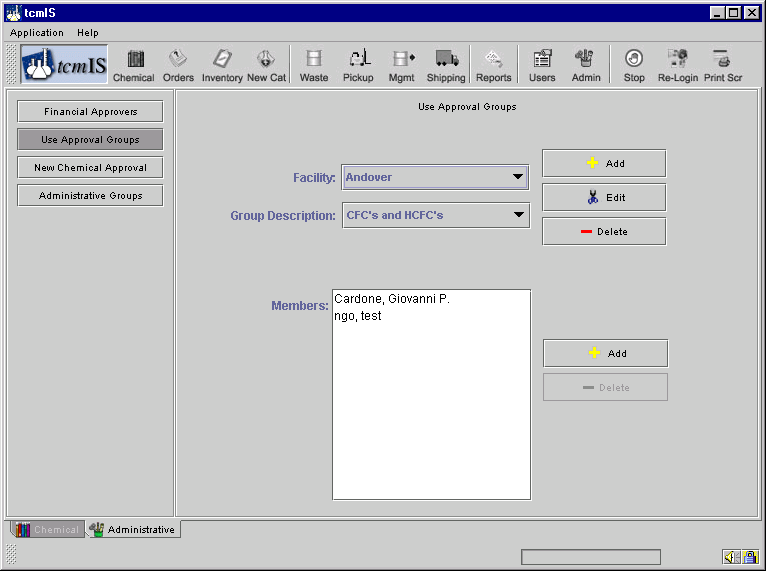 tcmIS
Application Help
tcmIS
Chemical Orders Inventory New Cat Waste Pickup Mgmt Shipping Reports Users Admin Stop Re-Login Print Scr
Financial Approvers
Use Approval Groups
New Chemical Approval
Administrative Groups
Use Approval Groups
Facility: Andover
Group Description: CFC's and HCFC's
Add
Edit
Delete
Members:
Cardone, Giovanni P.
ngo, test
Add
Delete
Chemical Administrative